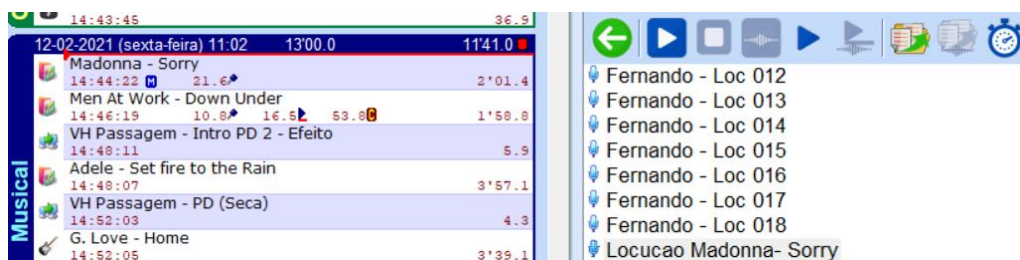 14:43:45 36.9
12-02-2021 (sexta-feira) 11:02 13'00.0 11'41.0
Madonna - Sorry
14:44:22 M 21.6 2'01.4
Men At Work - Down Under
14:46:19 10.8 16.5 53.8 C 1'58.8
VH Passagem - Intro PD 2 - Efeito
14:48:11 5.9
Adele - Set fire to the Rain
14:48:07 3'57.1
VH Passagem - PD (Seca)
14:52:03 4.3
G. Love - Home
14:52:05 3'39.1
Musical
Fernando - Loc 012
Fernando - Loc 013
Fernando - Loc 014
Fernando - Loc 015
Fernando - Loc 016
Fernando - Loc 017
Fernando - Loc 018
Locucao Madonna- Sorry